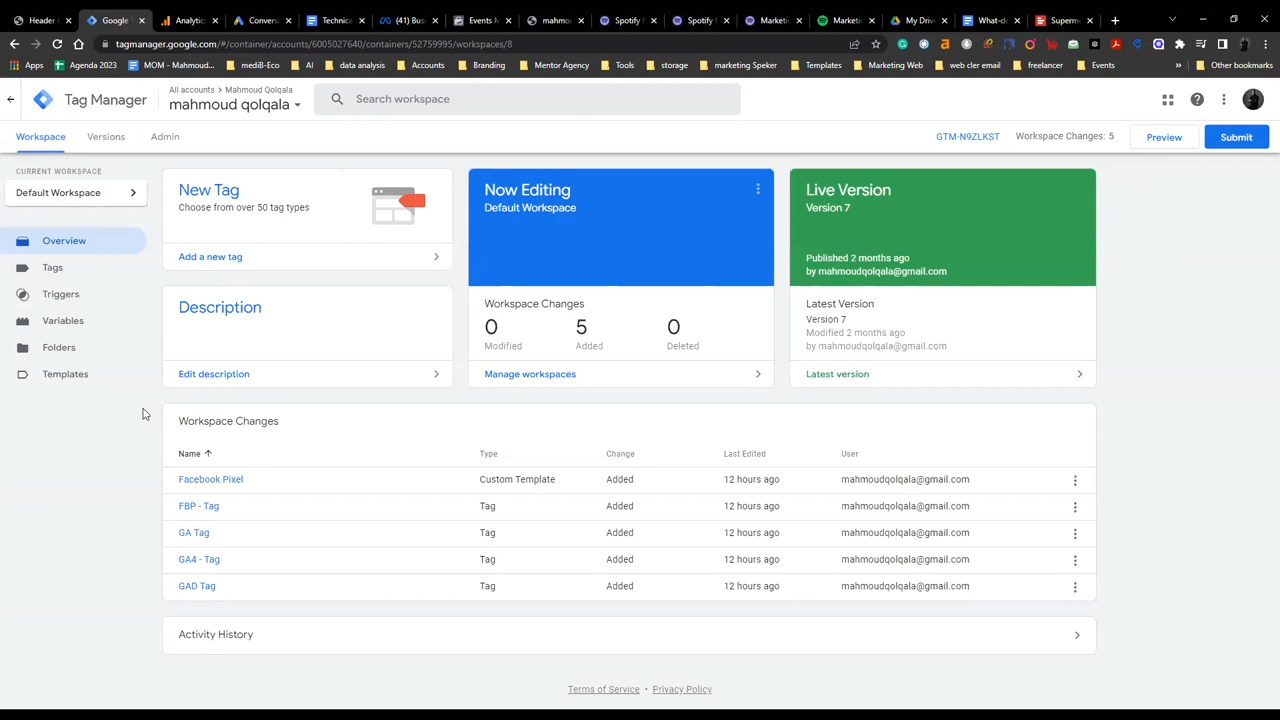 Header
Google T
Analytics
Convers
Technica
(41) Bus
Events M
mahmou
Spotify f
Spotify f
Marketi
Marketin
My Driv
What-do
Superme
tagmanager.google.com/#/container/accounts/6005027640/containers/52759995/workspaces/8
Apps
Agenda 2023
MOM - Mahmoud...
mediB-Eco
AI
data analysis
Accounts
Branding
Mentor Agency
Tools
storage
marketing Speker
Templates
Marketing Web
web cler email
freelancer
Events
»
Other bookmarks
Tag Manager
All accounts > Mahmoud Qolqala
mahmoud qolqala
Search workspace
Workspace
Versions
Admin
GTM-N9ZLKST
Workspace Changes: 5
Preview
Submit
CURRENT WORKSPACE
Default Workspace
Overview
Tags
Triggers
Variables
Folders
Templates
New Tag
Choose from over 50 tag types
Add a new tag
Description
Edit description
Now Editing
Default Workspace
Workspace Changes
0 5 0
Modified Added Deleted
Manage workspaces
Live Version
Version 7
Published 2 months ago
by mahmoudqolqala@gmail.com
Latest Version
Version 7
Modified 2 months ago
by mahmoudqolqala@gmail.com
Latest version
Workspace Changes
Name Type Change Last Edited User
Facebook Pixel Custom Template Added 12 hours ago mahmoudqolqala@gmail.com
FBP - Tag Tag Added 12 hours ago mahmoudqolqala@gmail.com
GA Tag Tag Added 12 hours ago mahmoudqolqala@gmail.com
GA4 - Tag Tag Added 12 hours ago mahmoudqolqala@gmail.com
GAD Tag Tag Added 12 hours ago mahmoudqolqala@gmail.com
Activity History
Terms of Service • Privacy Policy